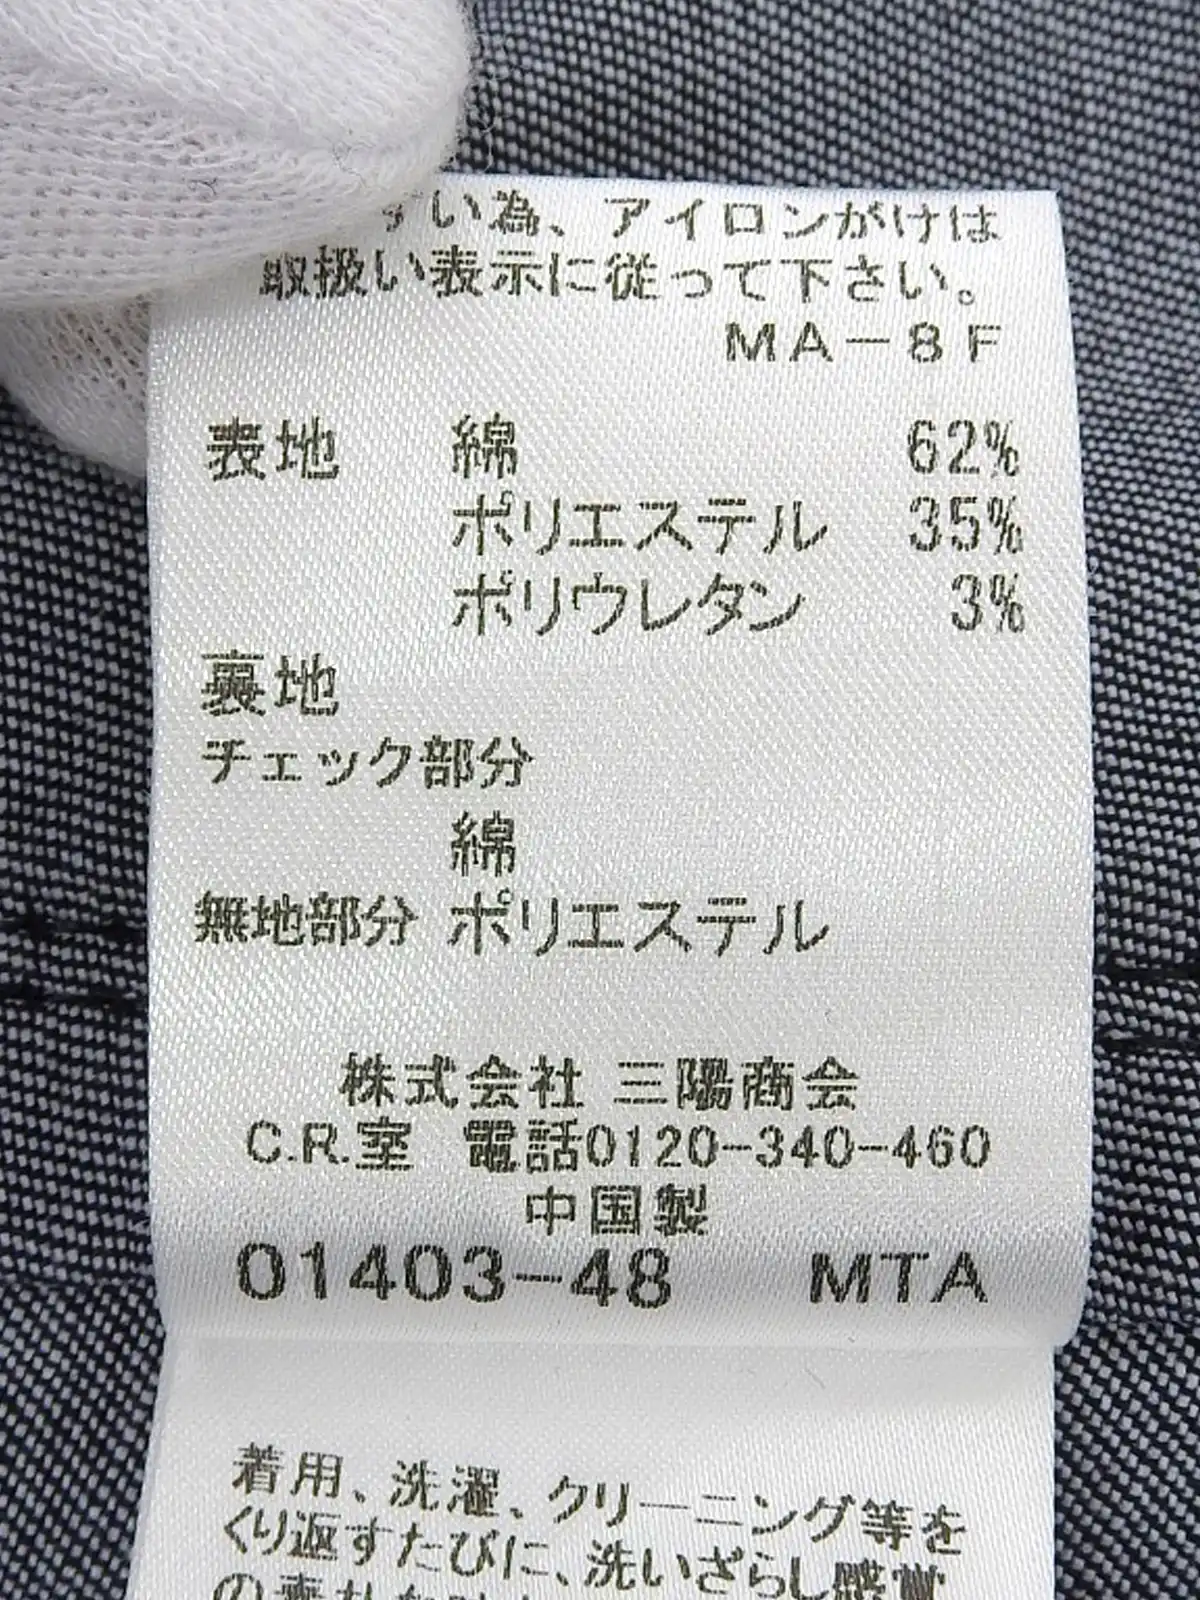 すい為、アイロンがけは
取扱い表示に従って下さい。
MA-8F
表地 綿 62%
ポリエステル 35%
ポリウレタン 3%
裏地
チェック部分
綿
無地部分 ポリエステル
株式会社 三陽商会
C.R.室 電話0120-340-460
中国製
01403-48 MTA
着用、洗濯、クリーニング等を
くり返すたびに、洗いざらし感覚